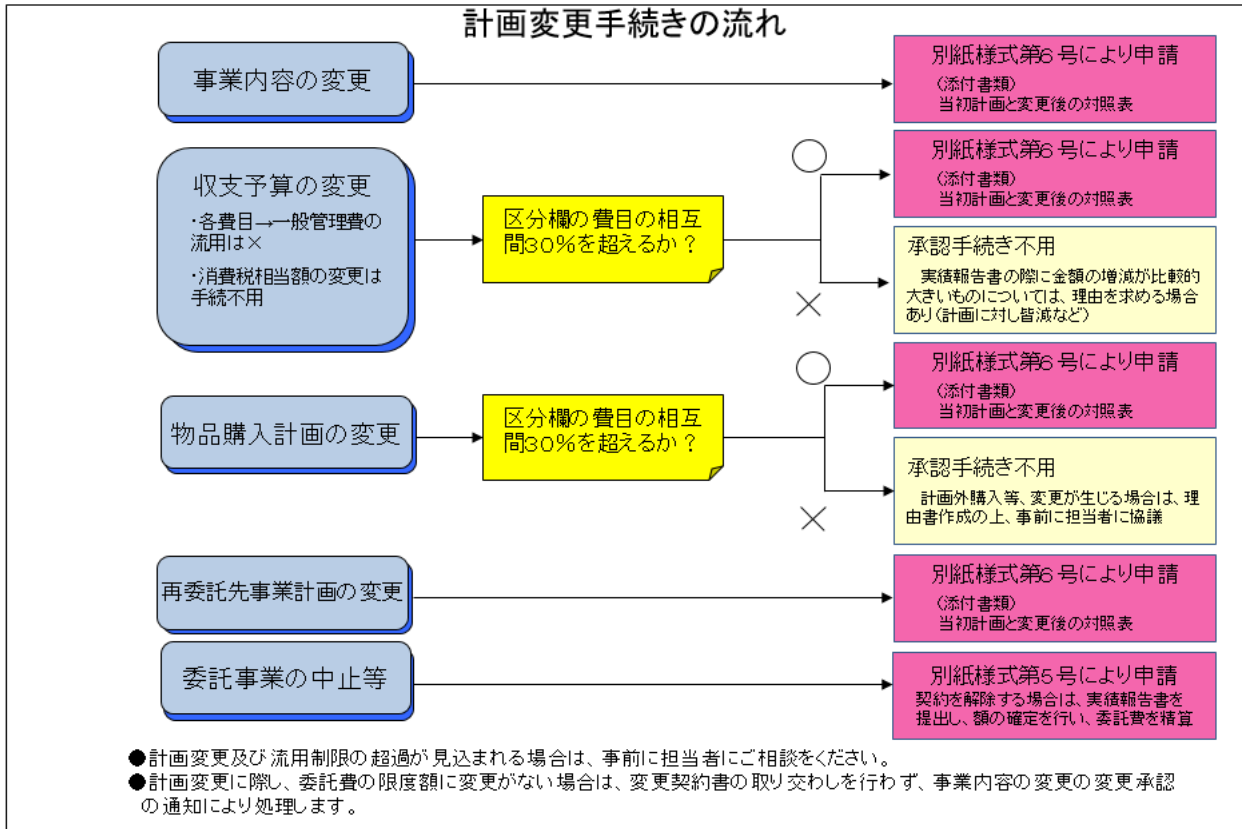 計画変更手続きの流れ
事業内容の変更
別紙様式第6号により申請
(添付書類)
当初計画と変更後の対照表
収支予算の変更
・各費目→一般管理費の
流用は×
・消費税相当額の変更は
手続不用
区分欄の費目の相互
間30%を超えるか?
○
別紙様式第6号により申請
(添付書類)
当初計画と変更後の対照表
×
承認手続き不用
実績報告書の際に金額の増減が比較的
大きいものについては、理由を求める場合
あり(計画に対し皆減など)
物品購入計画の変更
区分欄の費目の相互
間30%を超えるか?
○
別紙様式第6号により申請
(添付書類)
当初計画と変更後の対照表
×
承認手続き不用
計画外購入等、変更が生じる場合は、理
由書作成の上、事前に担当者に協議
再委託先事業計画の変更
別紙様式第6号により申請
(添付書類)
当初計画と変更後の対照表
委託事業の中止等
別紙様式第5号により申請
契約を解除する場合は、実績報告書を
提出し、額の確定を行い、委託費を精算
●計画変更及び流用制限の超過が見込まれる場合は、事前に担当者にご相談をください。
●計画変更に際し、委託費の限度額に変更がない場合は、変更契約書の取り交わしを行わず、事業内容の変更の変更承認
の通知により処理します。